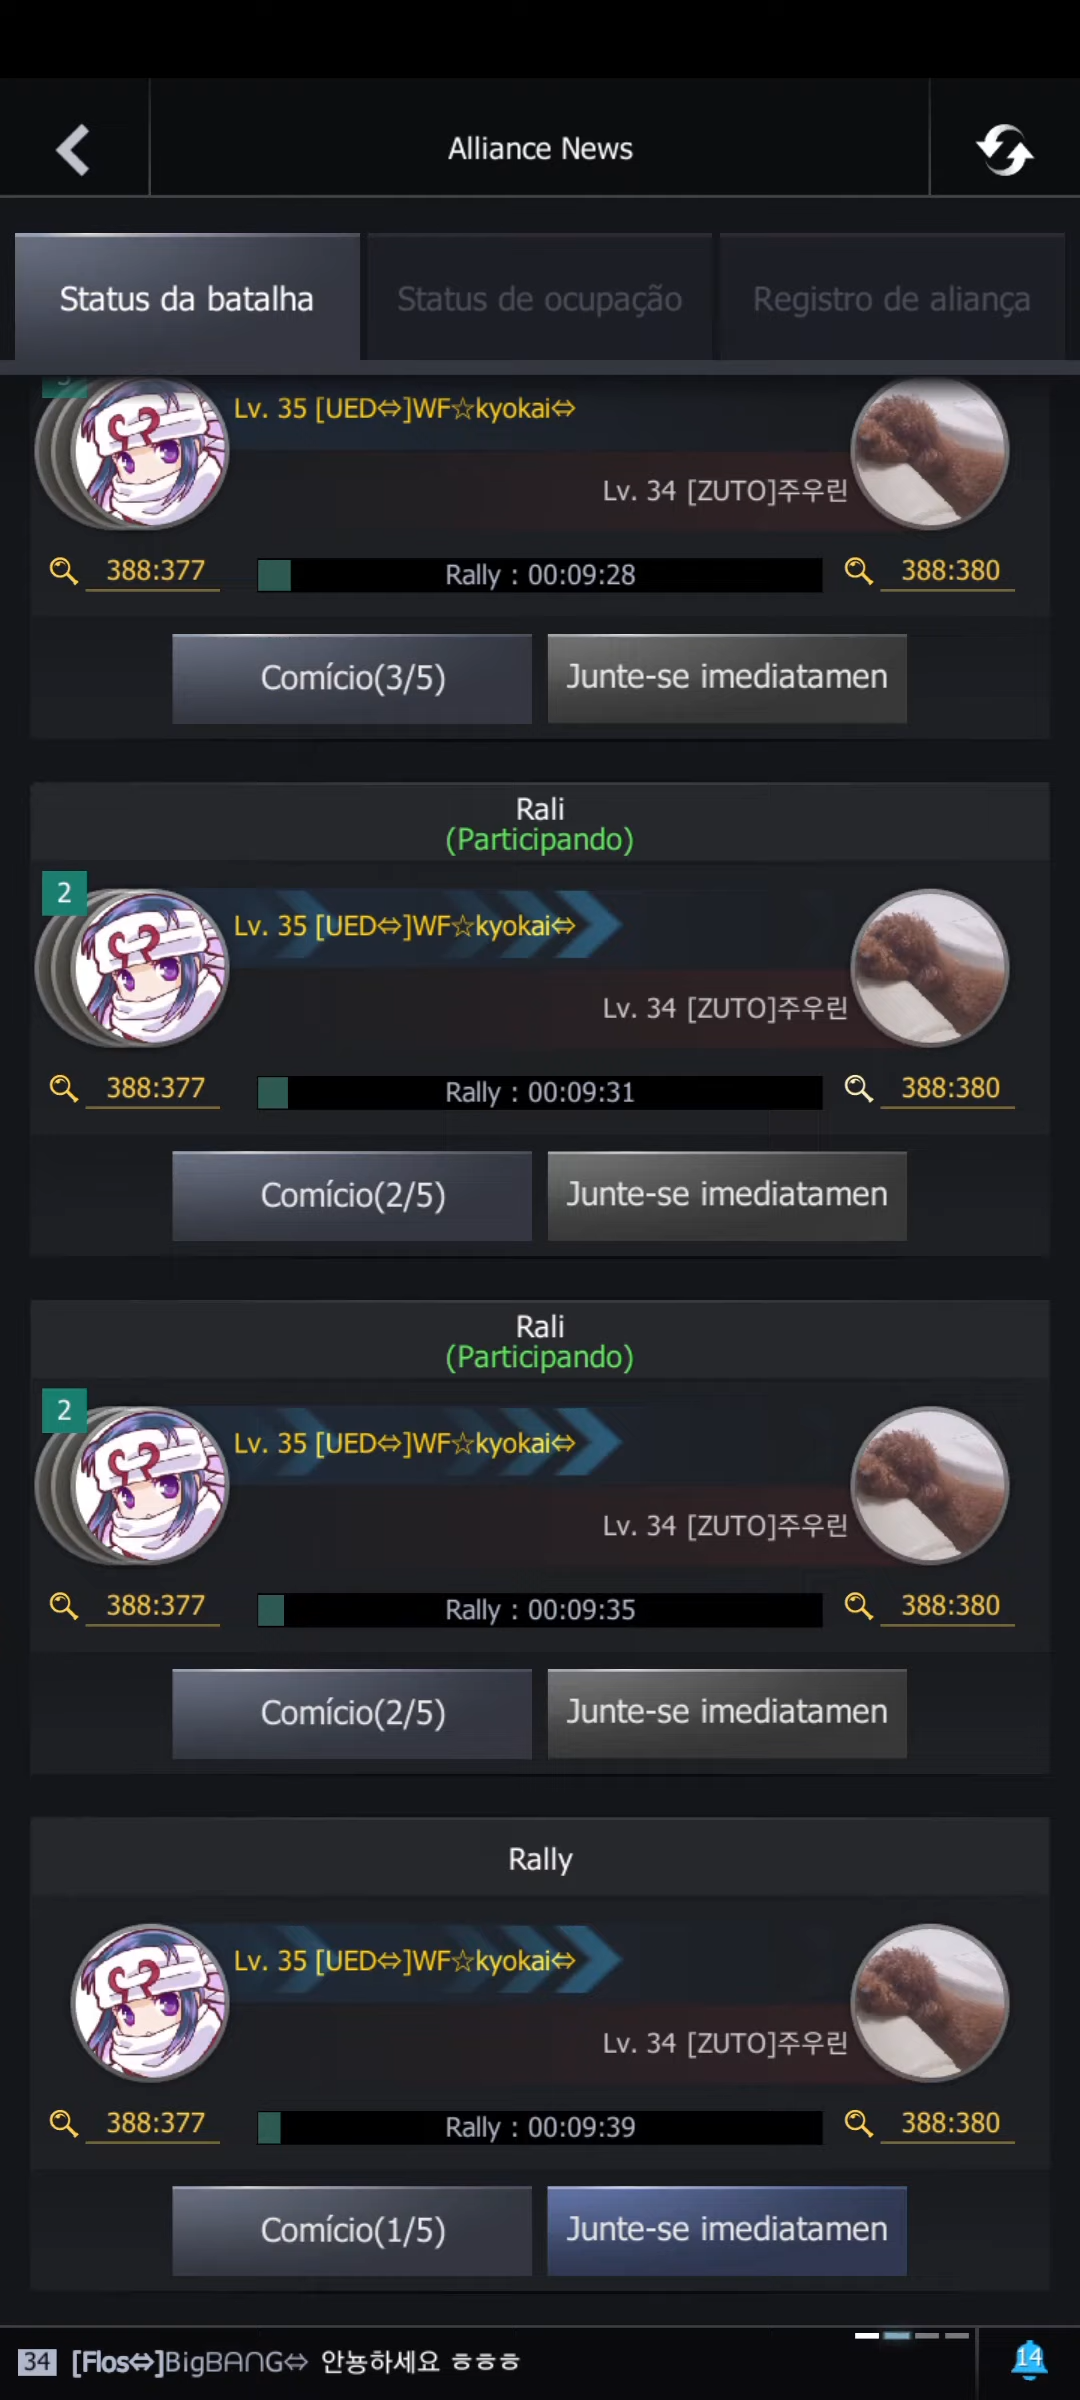 Alliance News
Status da batalha
Status de ocupação
Registro de aliança
Lv. 35 [UED⇔]WF☆kyokai⇔
Lv. 34 [ZUTO]주우린
388:377
Rally : 00:09:28
388:380
Comício(3/5)
Junte-se imediatamen
Rali
(Participando)
2
Lv. 35 [UED⇔]WF☆kyokai⇔
Lv. 34 [ZUTO]주우린
388:377
Rally : 00:09:31
388:380
Comício(2/5)
Junte-se imediatamen
Rali
(Participando)
2
Lv. 35 [UED⇔]WF☆kyokai⇔
Lv. 34 [ZUTO]주우린
388:377
Rally : 00:09:35
388:380
Comício(2/5)
Junte-se imediatamen
Rally
Lv. 35 [UED⇔]WF☆kyokai⇔
Lv. 34 [ZUTO]주우린
388:377
Rally : 00:09:39
388:380
Comício(1/5)
Junte-se imediatamen
34 [Flos⇔]BigBANG⇔ 안뇽하세요 ㅎㅎㅎ
14